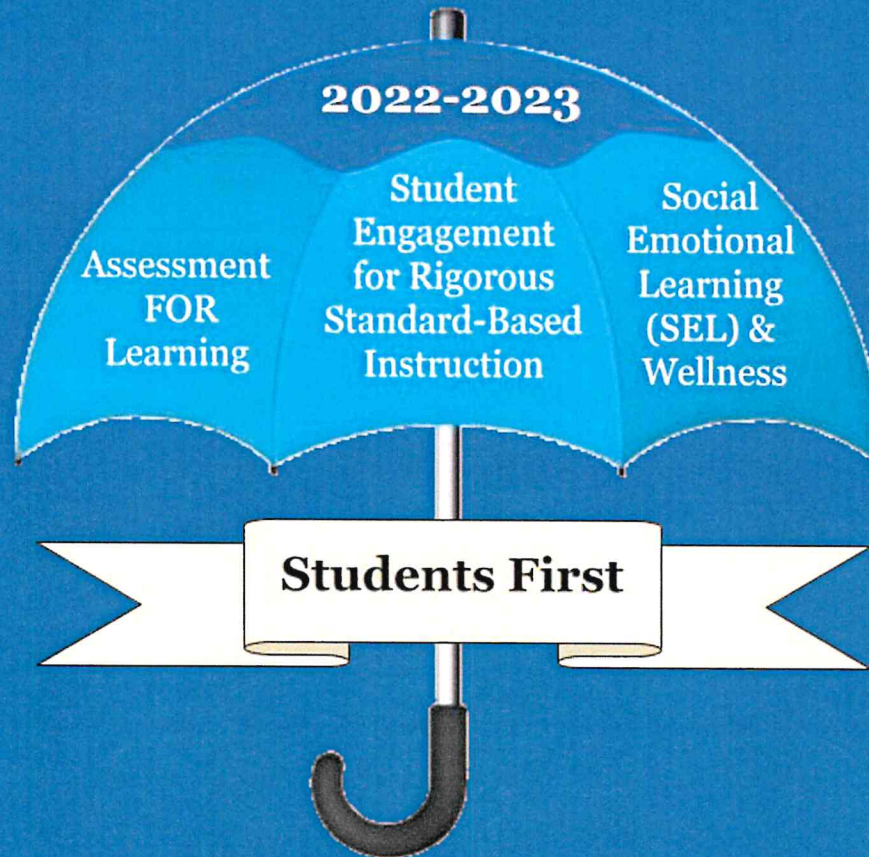 2022-2023
Assessment
FOR
Learning
Student
Engagement
for Rigorous
Standard-Based
Instruction
Social
Emotional
Learning
(SEL) &
Wellness
Students First